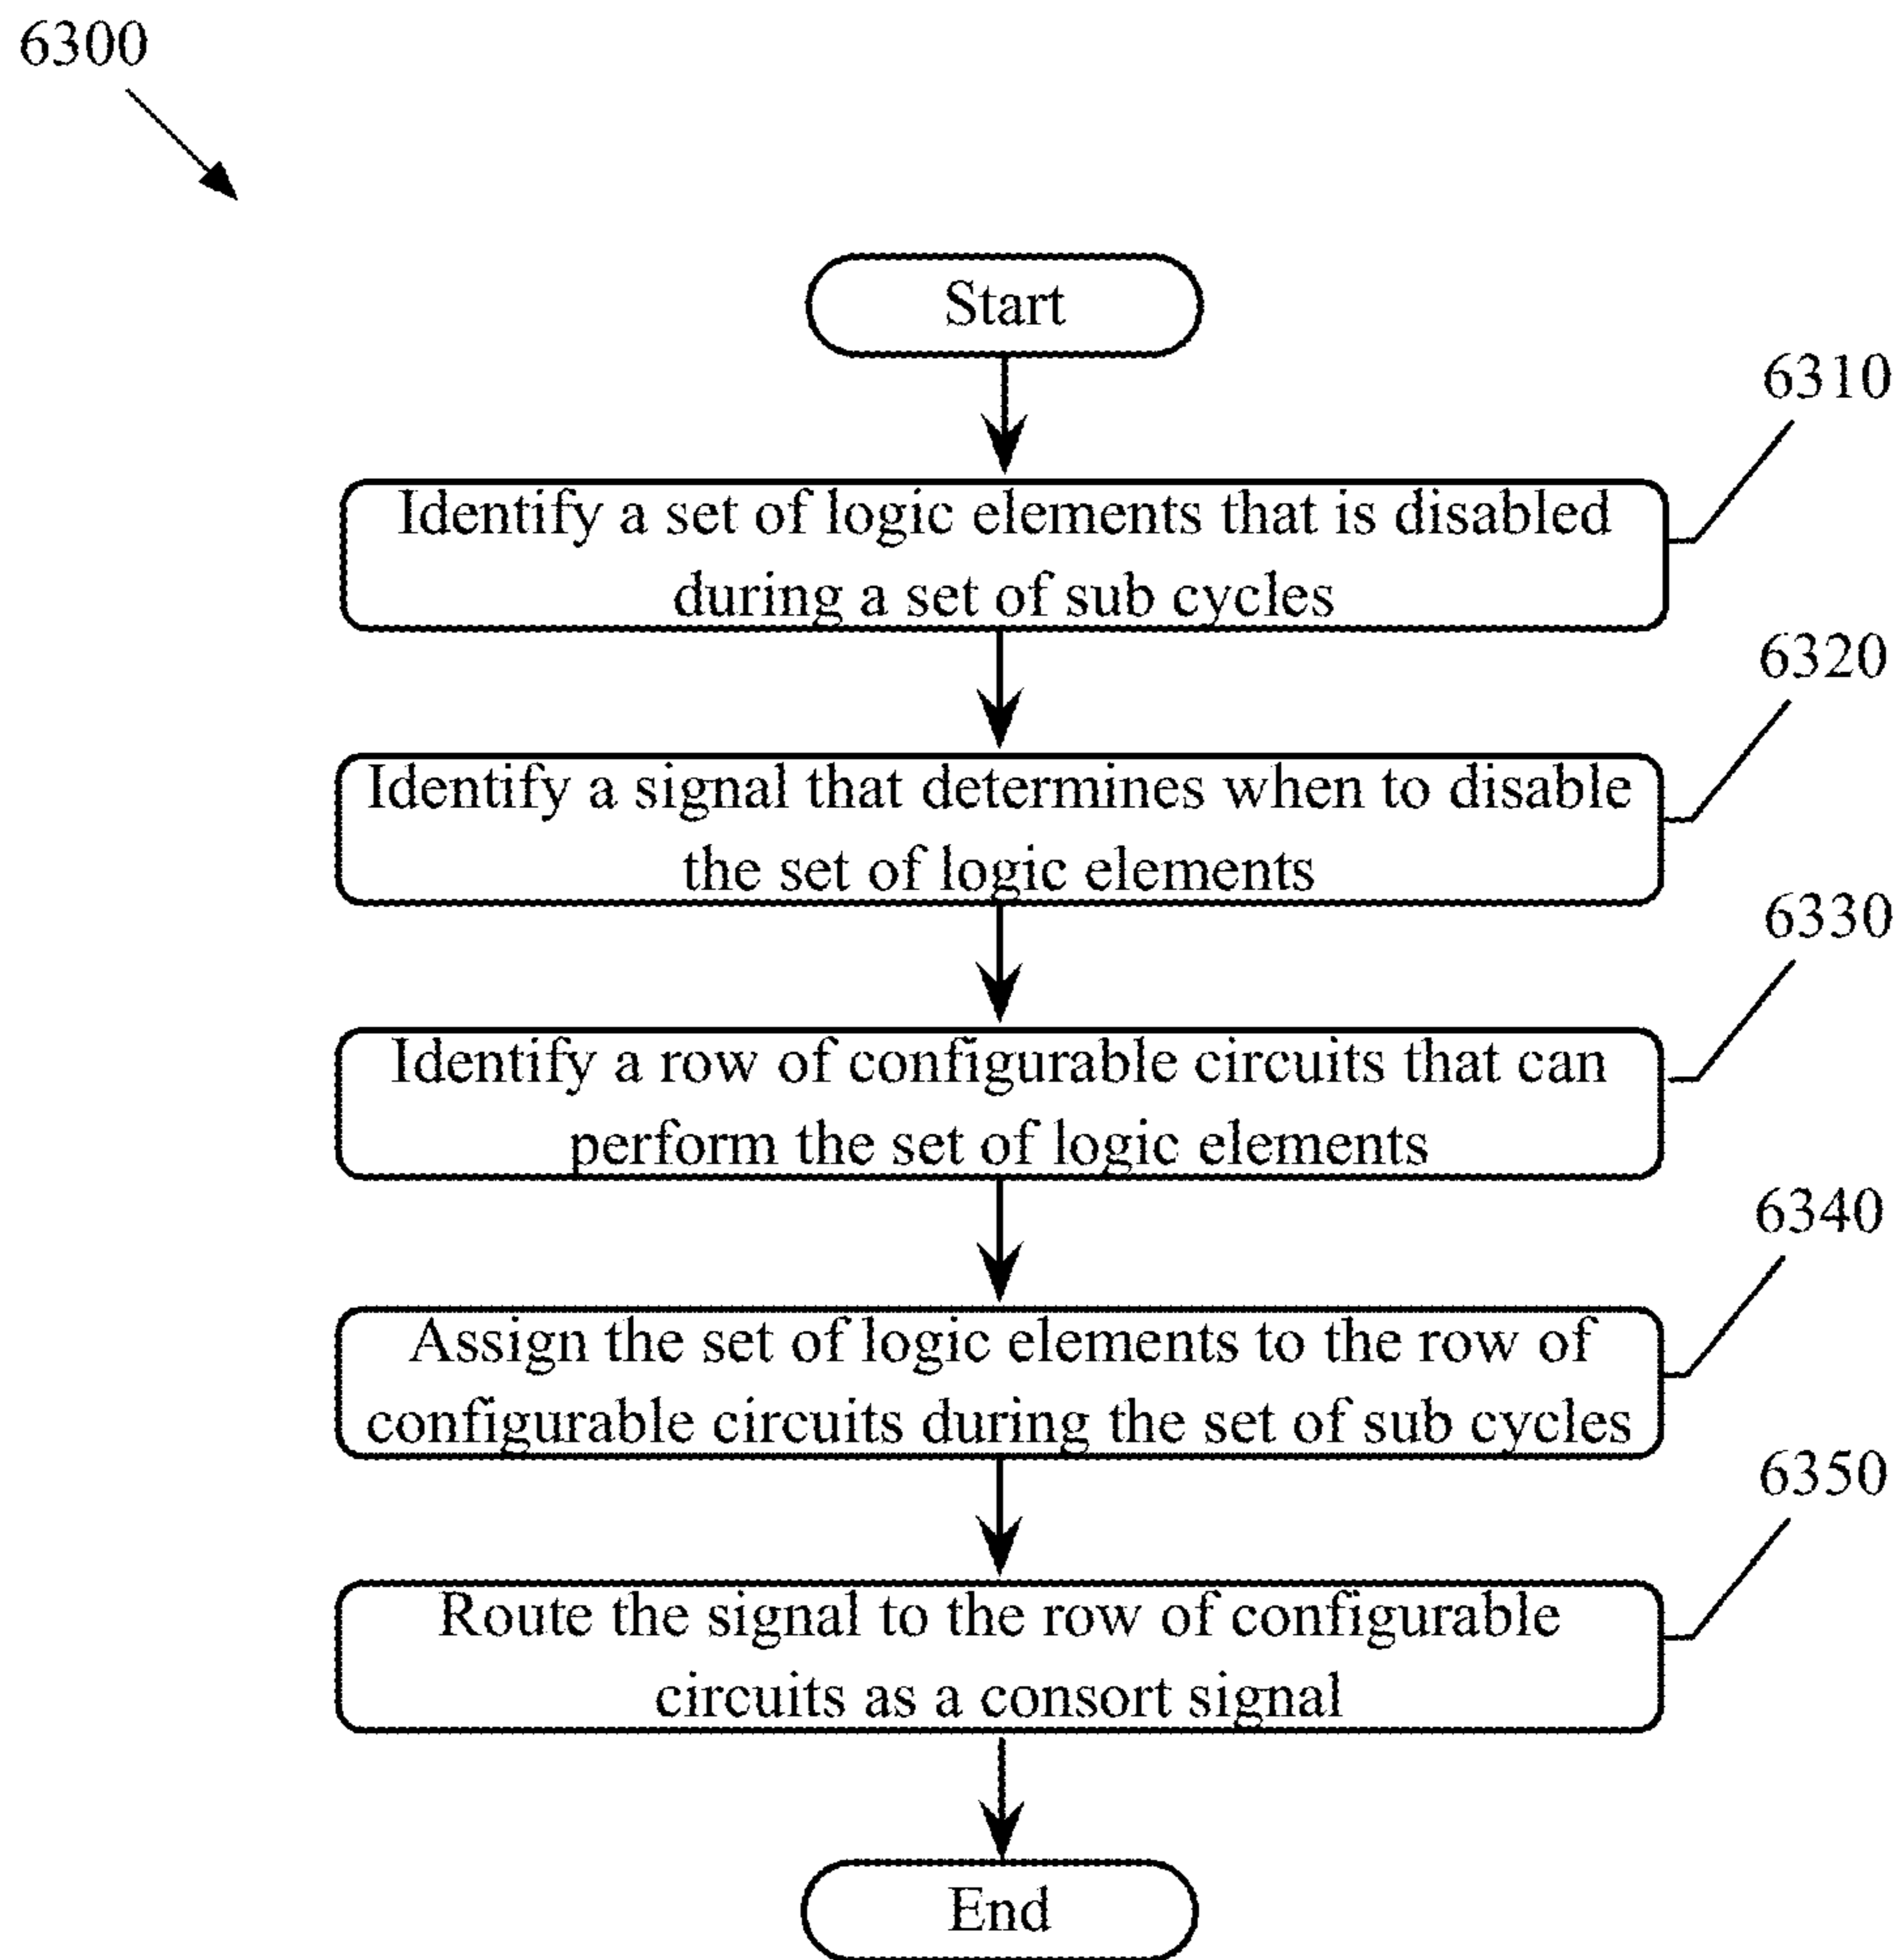 6300
Start
6310
Identify a set of logic elements that is disabled
during a set of sub cycles
6320
Identify a signal that determines when to disable
the set of logic elements
6330
Identify a row of configurable circuits that can
perform the set of logic elements
6340
Assign the set of logic elements to the row of
configurable circuits during the set of sub cycles
6350
Route the signal to the row of configurable
circuits as a consort signal
End